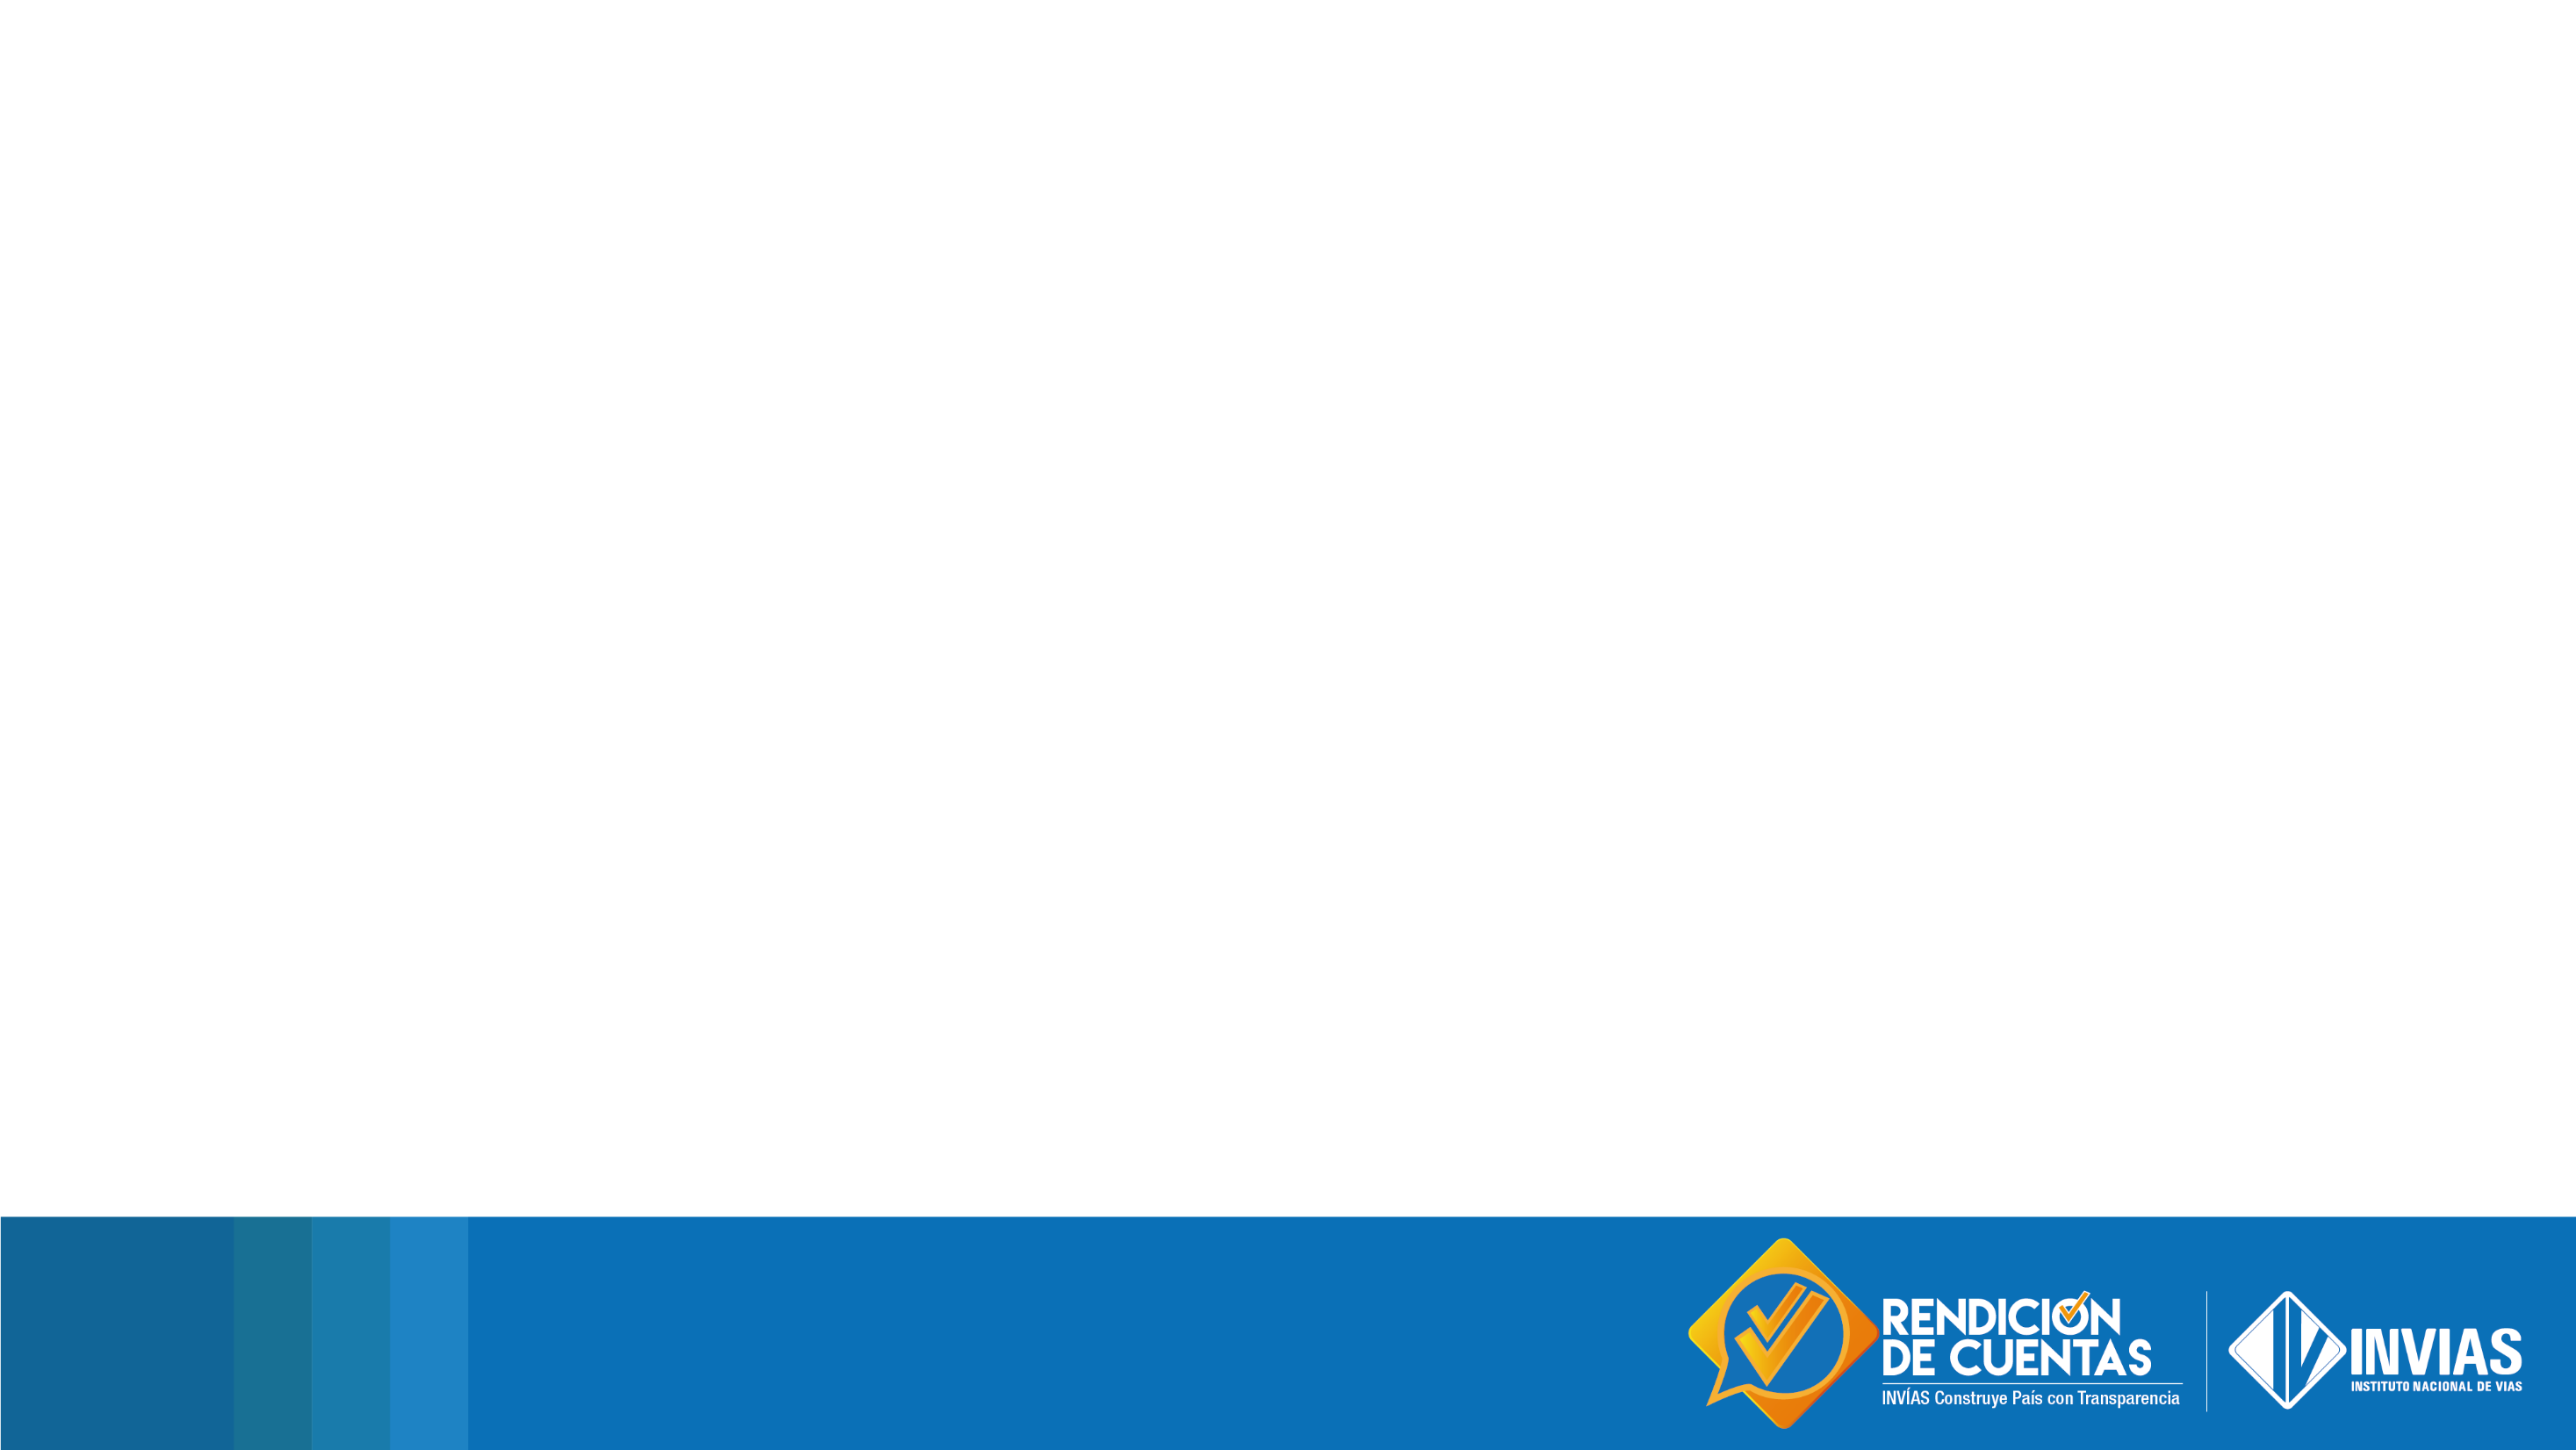 RENDICIÓN
DE CUENTAS
INVÍAS Construye País con Transparencia
INVIAS
INSTITUTO NACIONAL DE VIAS